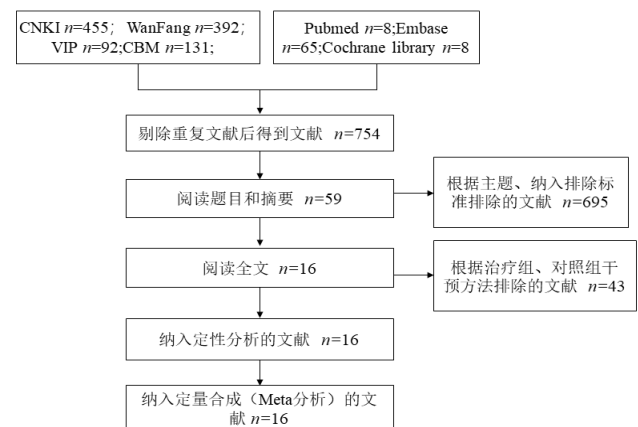 CNKI n=455; WanFang n=392;
VIP n=92;CBM n=131;
Pubmed n=8;Embase
n=65;Cochrane library n=8
剔除重复文献后得到文献 n=754
阅读题目和摘要 n=59
根据主题、纳入排除标
准排除的文献 n=695
阅读全文 n=16
根据治疗组、对照组干
预方法排除的文献 n=43
纳入定性分析的文献 n=16
纳入定量合成（Meta分析）的文
献 n=16